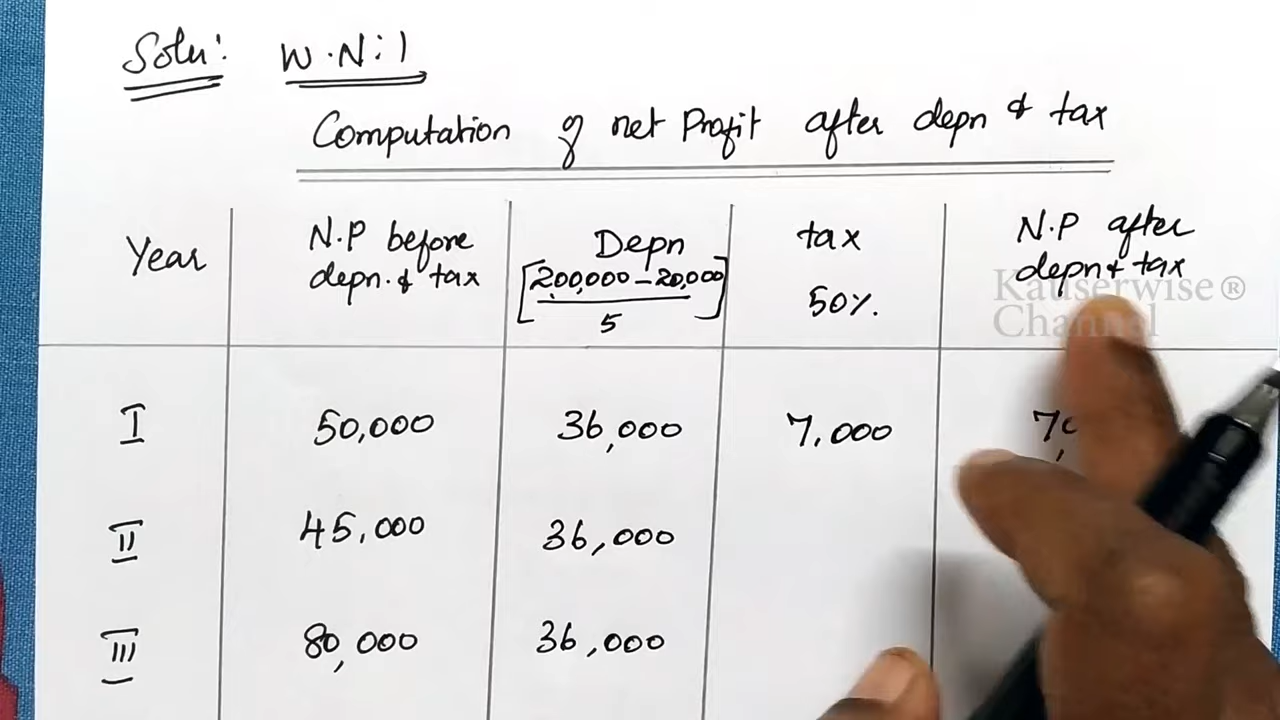 Soln: W.N:1
Computation of net Profit after depn & tax
Year
N.P before
depn. & tax
Depn
[200,000 - 20,000]
5
tax
50%.
N.P after
depn & tax
Kauserwise®
Channel
I 50,000 36,000 7,000
II 45,000 36,000
III 80,000 36,000